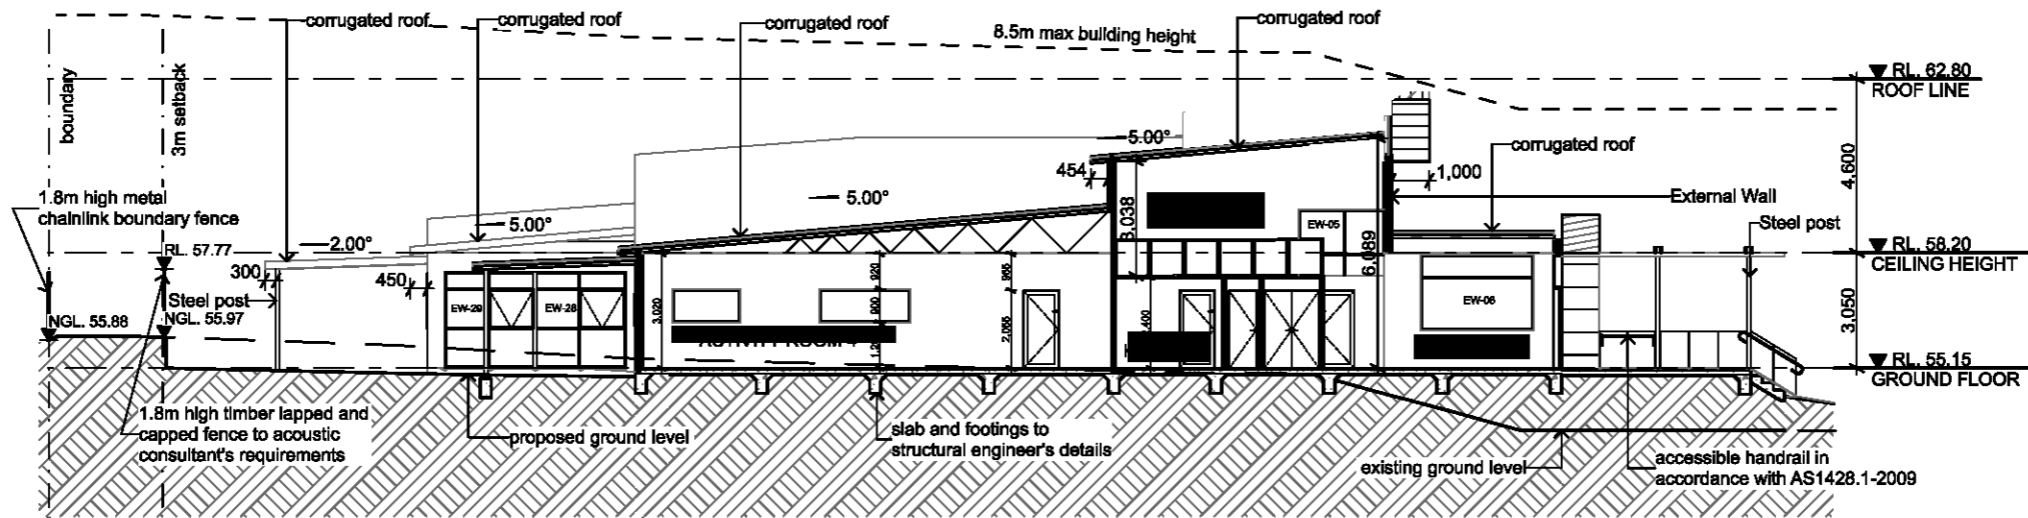 corrugated roof
corrugated roof
corrugated roof
corrugated roof
8.5m max building height
boundary
3m setback
RL. 62.80
ROOF LINE
5.00°
454
1,000
corrugated roof
4,600
1.8m high metal
chainlink boundary fence
5.00°
External Wall
5.00°
3,038
EW-05
Steel post
2.00°
RL. 57.77
6,089
RL. 58.20
CEILING HEIGHT
300
450
920
955
Steel post
EW-29
EW-28
900
EW-06
3,050
NGL. 55.88
NGL. 55.97
3,020
2,055
RL. 55.15
GROUND FLOOR
1.8m high timber lapped and
capped fence to acoustic
consultant's requirements
proposed ground level
slab and footings to
structural engineer's details
existing ground level
accessible handrail in
accordance with AS1428.1-2009